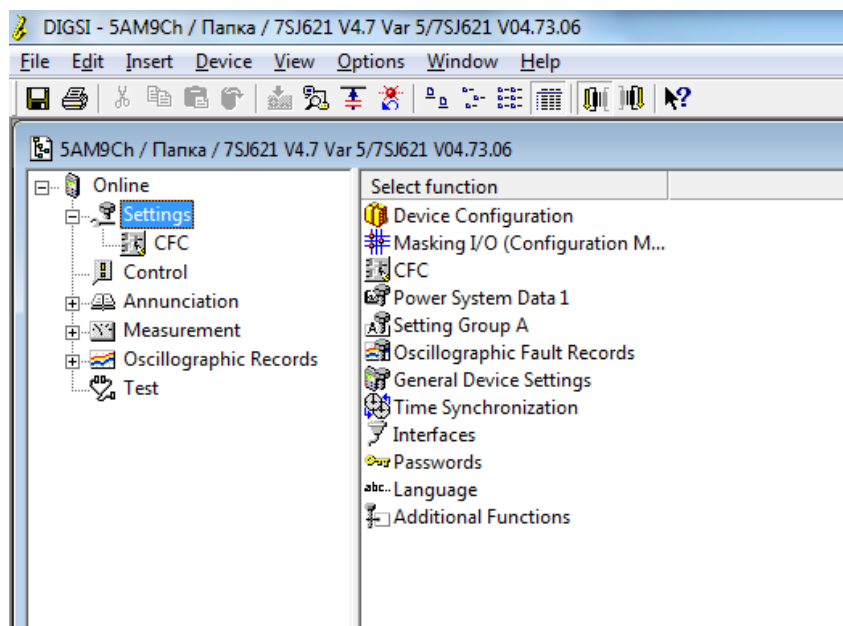 DIGSI - 5AM9Ch / Папка / 7SJ621 V4.7 Var 5/7SJ621 V04.73.06
File Edit Insert Device View Options Window Help
5AM9Ch / Папка / 7SJ621 V4.7 Var 5/7SJ621 V04.73.06
Online
Settings
CFC
Control
Annunciation
Measurement
Oscillographic Records
Test
Select function
Device Configuration
Masking I/O (Configuration M...
CFC
Power System Data 1
Setting Group A
Oscillographic Fault Records
General Device Settings
Time Synchronization
Interfaces
Passwords
abc.. Language
Additional Functions